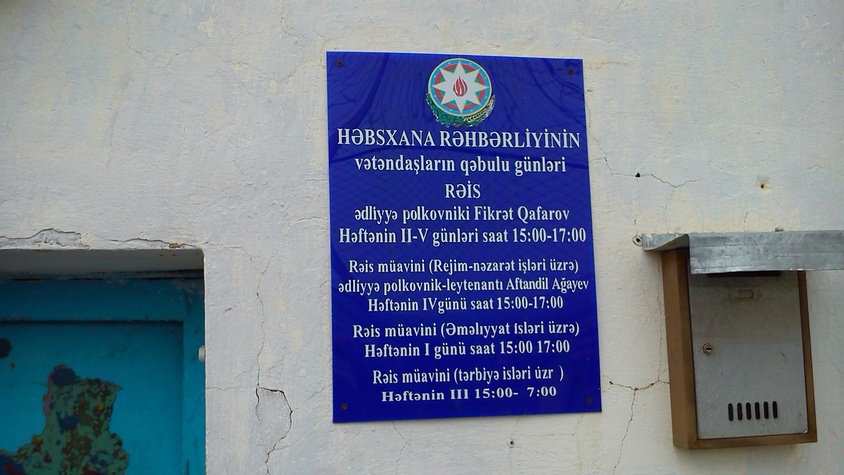 HƏBSXANA RƏHBƏRLİYİNİN
vətəndaşların qəbulu günləri
RƏİS
ədliyyə polkovniki Fikrət Qafarov
Həftənin II-V günləri saat 15:00-17:00
Rəis müavini (Rejim-nəzarət işləri üzrə)
ədliyyə polkovnik-leytenantı Aftandil Ağayev
Həftənin IVgünü saat 15:00-17:00
Rəis müavini (Əməlıyyat ısləri üzrə)
Həftənin I günü saat 15:00 17:00
Rəis müavini (tərbiyə isləri üzr )
Həftənin III 15:00- 7:00